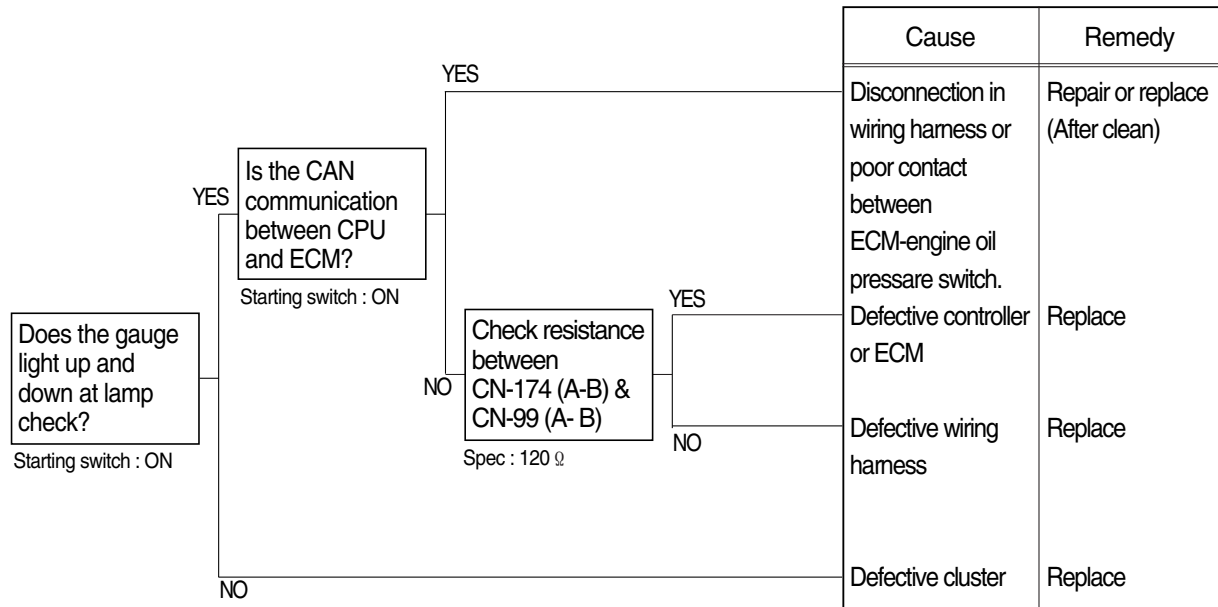 Cause
Remedy
YES
Disconnection in
wiring harness or
poor contact
between
ECM-engine oil
pressare switch.
Repair or replace
(After clean)
YES
Is the CAN
communication
between CPU
and ECM?
Starting switch : ON
Does the gauge
light up and
down at lamp
check?
Starting switch : ON
NO
Check resistance
between
CN-174 (A-B) &
CN-99 (A- B)
Spec : 120 Ω
YES
Defective controller
or ECM
Replace
NO
Defective wiring
harness
Replace
NO
Defective cluster
Replace